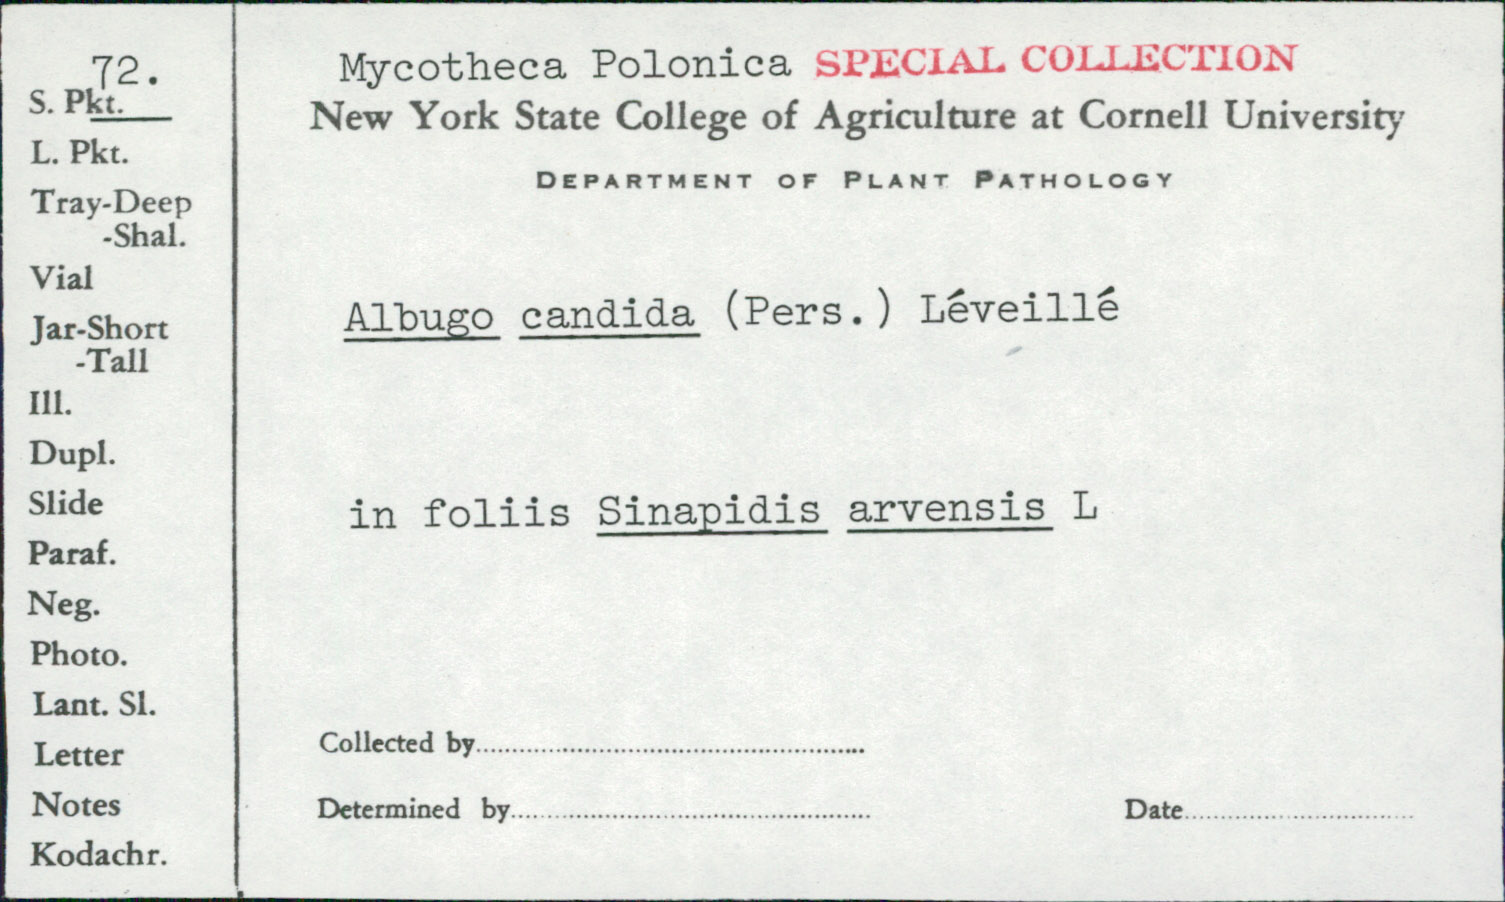 72.
S. Pkt.
L. Pkt.
Tray-Deep
-Shal.
Vial
Jar-Short
-Tall
Ill.
Dupl.
Slide
Paraf.
Neg.
Photo.
Lant. Sl.
Letter
Notes
Kodachr.
Mycotheca Polonica SPECIAL COLLECTION
New York State College of Agriculture at Cornell University
DEPARTMENT OF PLANT PATHOLOGY
Albugo candida (Pers.) Léveillé
in foliis Sinapidis arvensis L
Collected by
Determined by Date